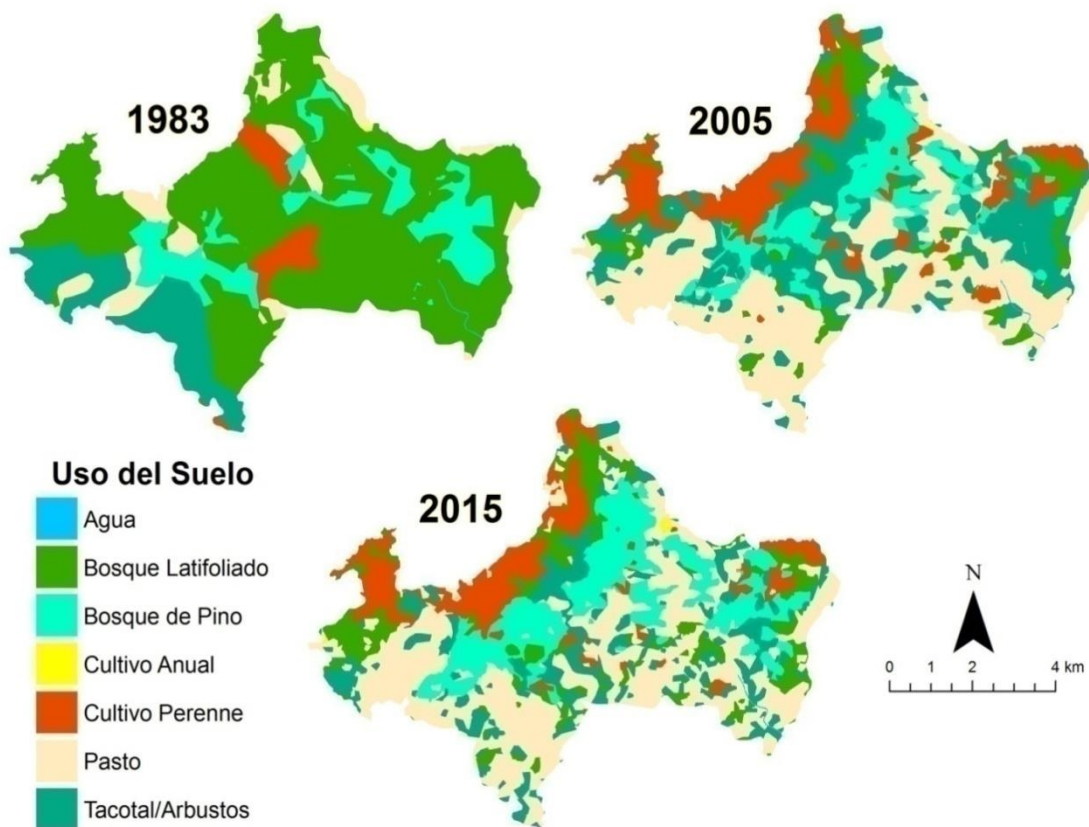 1983
2005
2015
Uso del Suelo
Agua
Bosque Latifoliado
Bosque de Pino
Cultivo Anual
Cultivo Perenne
Pasto
Tacotal/Arbustos
N
0 1 2 4 km